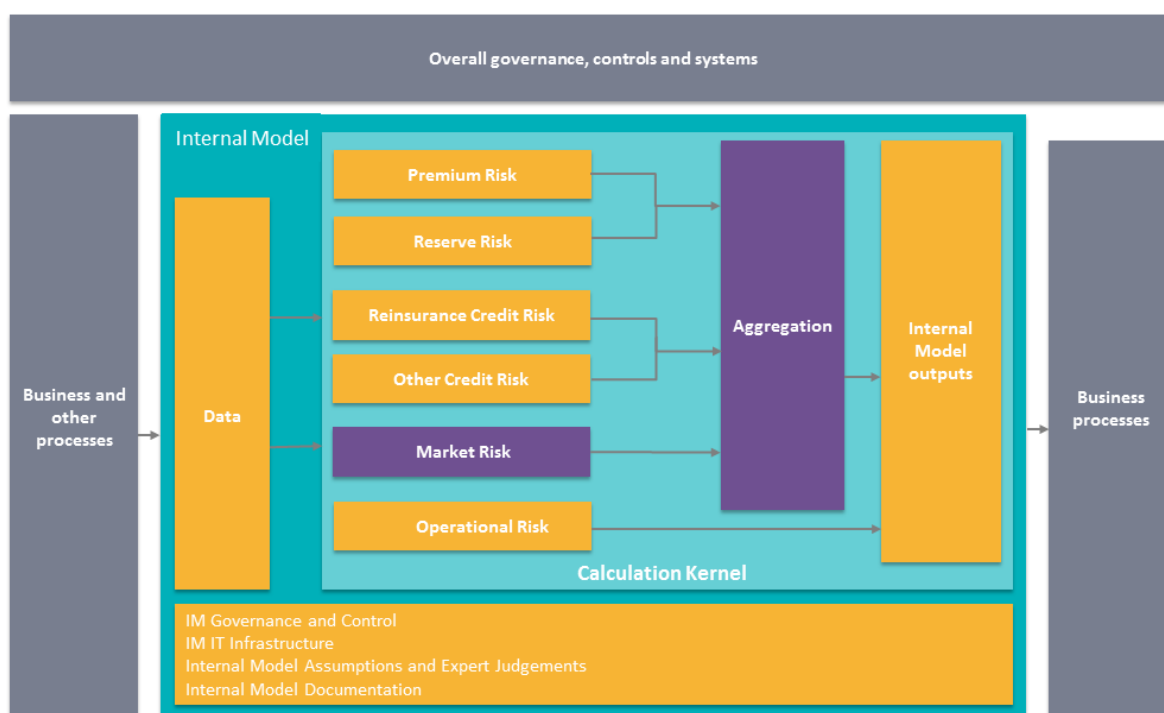 Overall governance, controls and systems
Business and
other
processes
Internal Model
Data
Premium Risk
Reserve Risk
Reinsurance Credit Risk
Other Credit Risk
Market Risk
Operational Risk
Aggregation
Internal
Model
outputs
Calculation Kernel
IM Governance and Control
IM IT Infrastructure
Internal Model Assumptions and Expert Judgements
Internal Model Documentation
Business
processes